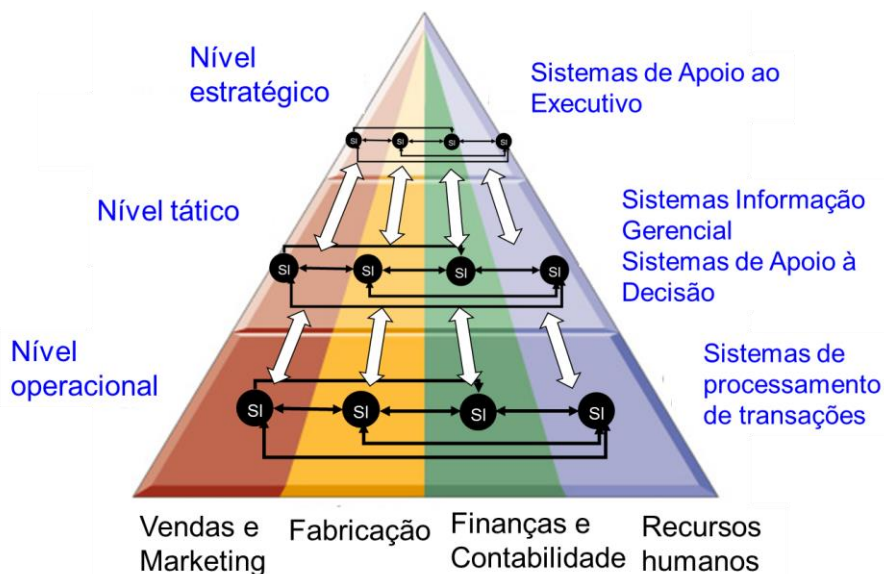 Nível
estratégico
Sistemas de Apoio ao
Executivo
SI SI SI SI
Nível tático
Sistemas Informação
Gerencial
Sistemas de Apoio à
Decisão
SI SI SI SI
Nível
operacional
Sistemas de
processamento
de transações
SI SI SI SI
Vendas e
Marketing
Fabricação
Finanças e
Contabilidade
Recursos
humanos